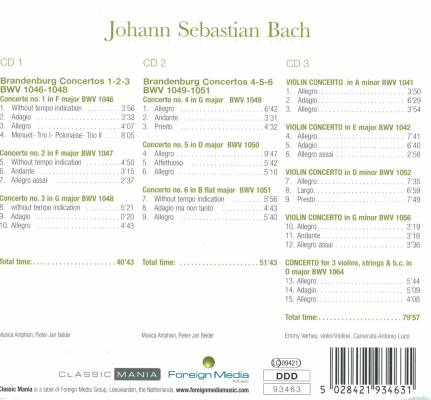 Johann Sebastian Bach
CD 1
Brandenburg Concertos 1-2-3
BWV 1046-1048
Concerto no. 1 in F major BWV 1046
1. Without tempo indication 3'56
2. Adagio 3'33
3. Allegro 4'07
4. Menuet- Trio I- Polonaise- Trio II 8'05
Concerto no. 2 in F major BWV 1047
5. Without tempo indication 4'50
6. Andante 3'15
7. Allegro assai 2'37
Concerto no. 3 in G major BWV 1048
8. without tempo indication 5'21
9. Adagio 0'20
10. Allegro 4'43
Total time: 40'43
Musica Amphion, Pieter-Jan Belder
CD 2
Brandenburg Concertos 4-5-6
BWV 1049-1051
Concerto no. 4 in G major BWV 1049
1. Allegro 6'42
2. Andante 3'31
3. Presto 4'32
Concerto no. 5 in D major BWV 1050
4. Allegro 9'47
5. Affettuoso 5'42
6. Allegro 5'10
Concerto no. 6 in B flat major BWV 1051
7. Without tempo indication 5'56
8. Adagio ma non tanto 4'43
9. Allegro 5'40
Total time: 51'43
Musica Amphion, Pieter-Jan Belder
CD 3
VIOLIN CONCERTO in A minor BWV 1041
1. Allegro 3'50
2. Adagio 6'29
3. Allegro 3'54
VIOLIN CONCERTO in E major BWV 1042
4. Allegro 7'41
5. Adagio 6'40
6. Allegro assai 2'58
VIOLIN CONCERTO in D minor BWV 1052
7. Allegro 7'35
8. Largo 6'59
9. Presto 7'49
VIOLIN CONCERTO in G minor BWV 1056
10. Allegro 3'19
11. Andante 3'16
12. Allegro assai 3'36
CONCERTO for 3 violins, strings & b.c. in
D major BWV 1064
13. Allegro 5'44
14. Adagio 5'09
15. Allegro 4'08
Total time: 79'57
Emmy Verhey, violin/Violine, Camerata Antonio Lucio
CLASSIC MANIA
Foreign Media
Music
LC 09421
DDD
93463
5 028421 934631
Classic Mania is a label of Foreign Media Group, Leeuwarden, the Netherlands. www.foreignmediagroup.com